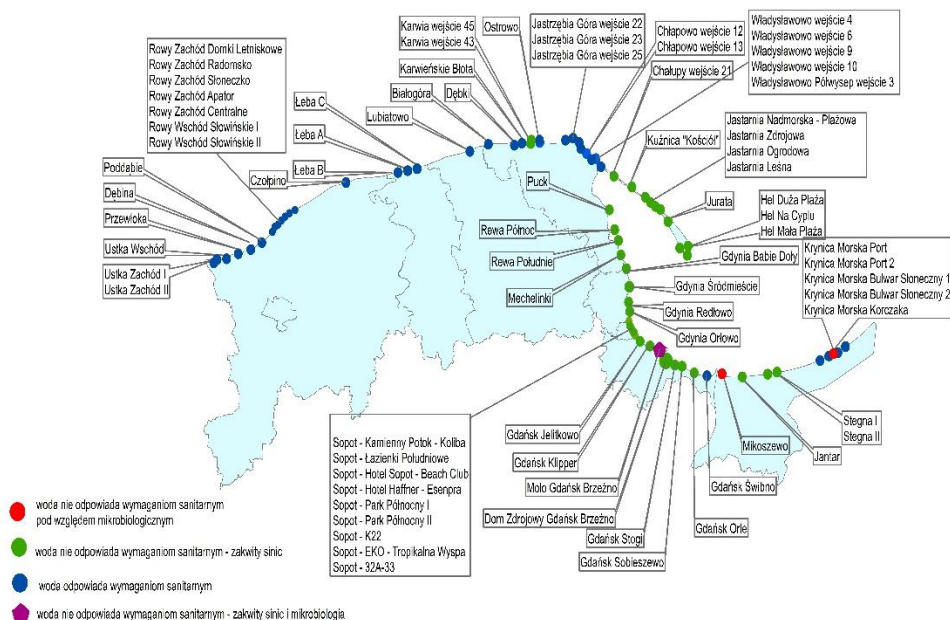 Rowy Zachód Domki Letniskowe
Rowy Zachód Radomsko
Rowy Zachód Słoneczko
Rowy Zachód Apator
Rowy Zachód Centralne
Rowy Wschód Słowińskie I
Rowy Wschód Słowińskie II
Poddąbie
Dębina
Przewłoka
Ustka Wschód
Ustka Zachód I
Ustka Zachód II
Czołpino
Łeba C
Łeba A
Łeba B
Lubiatowo
Białogóra
Dębki
Karwieńskie Błota
Karwia wejście 45
Karwia wejście 43
Ostrowo
Jastrzębia Góra wejście 22
Jastrzębia Góra wejście 23
Jastrzębia Góra wejście 25
Chłapowo wejście 12
Chłapowo wejście 13
Chałupy wejście 21
Władysławowo wejście 4
Władysławowo wejście 6
Władysławowo wejście 9
Władysławowo wejście 10
Władysławowo Półwysep wejście 3
Kuźnica "Kościół"
Jastarnia Nadmorska - Plażowa
Jastarnia Zdrojowa
Jastarnia Ogrodowa
Jastarnia Leśna
Jurata
Hel Duża Plaża
Hel Na Cyplu
Hel Mała Plaża
Puck
Rewa Północ
Rewa Południe
Mechelinki
Gdynia Babie Doły
Gdynia Śródmieście
Gdynia Redłowo
Gdynia Orłowo
Krynica Morska Port
Krynica Morska Port 2
Krynica Morska Bulwar Słoneczny 1
Krynica Morska Bulwar Słoneczny 2
Krynica Morska Korczaka
Stegna I
Stegna II
Jantar
Mikoszewo
Gdańsk Świbno
Gdańsk Orle
Gdańsk Sobieszewo
Gdańsk Stogi
Dom Zdrojowy Gdańsk Brzeźno
Molo Gdańsk Brzeźno
Gdańsk Klipper
Gdańsk Jelitkowo
Sopot - Kamienny Potok - Koliba
Sopot - Łazienki Południowe
Sopot - Hotel Sopot - Beach Club
Sopot - Hotel Haffner - Esenpra
Sopot - Park Północny I
Sopot - Park Północny II
Sopot - K22
Sopot - EKO - Tropikalna Wyspa
Sopot - 32A-33
woda nie odpowiada wymaganiom sanitarnym
pod względem mikrobiologicznym
woda nie odpowiada wymaganiom sanitarnym - zakwity sinic
woda odpowiada wymaganiom sanitarnym
woda nie odpowiada wymaganiom sanitarnym - zakwity sinic i mikrobiologia